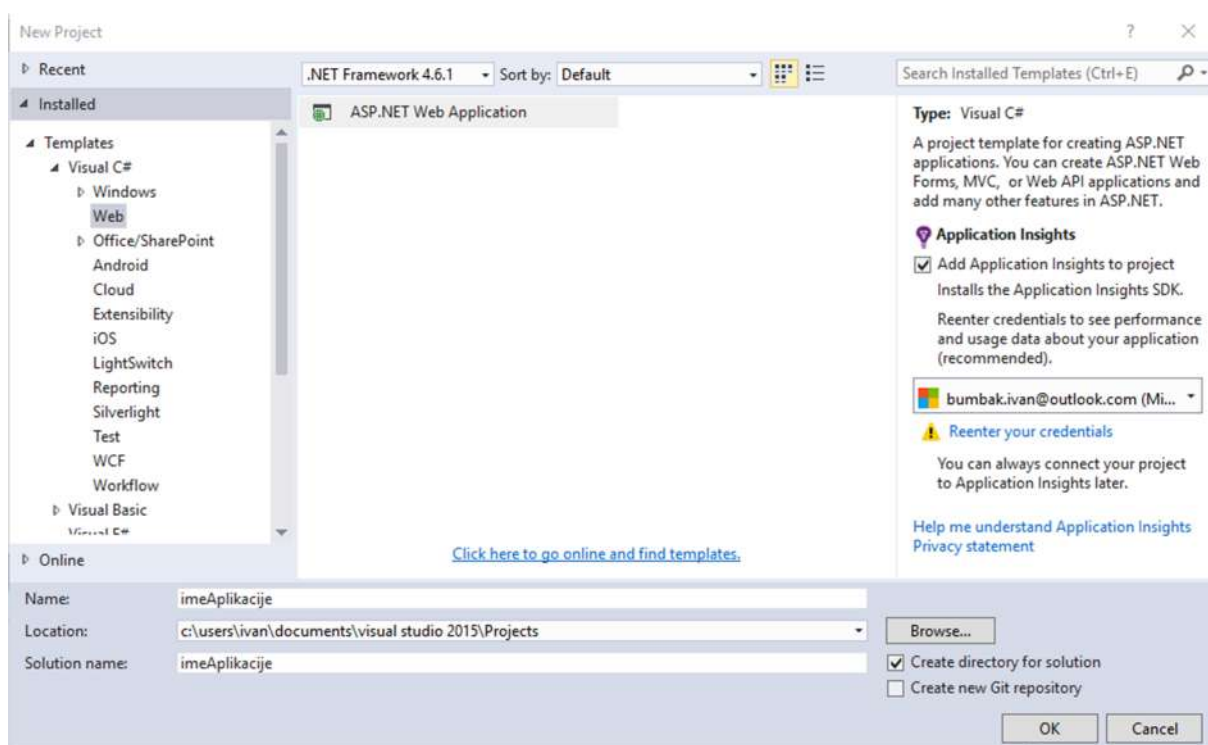 New Project
Recent
.NET Framework 4.6.1 Sort by: Default
Search Installed Templates (Ctrl+E)
Installed
Templates
Visual C#
Windows
Web
Office/SharePoint
Android
Cloud
Extensibility
iOS
LightSwitch
Reporting
Silverlight
Test
WCF
Workflow
Visual Basic
Visual F#
Online
ASP.NET Web Application
Click here to go online and find templates.
Type: Visual C#
A project template for creating ASP.NET
applications. You can create ASP.NET Web
Forms, MVC, or Web API applications and
add many other features in ASP.NET.
Application Insights
Add Application Insights to project
Installs the Application Insights SDK.
Reenter credentials to see performance
and usage data about your application
(recommended).
bumbak.ivan@outlook.com (Mi...
Reenter your credentials
You can always connect your project
to Application Insights later.
Help me understand Application Insights
Privacy statement
Name: imeAplikacije
Location: c:\users\ivan\documents\visual studio 2015\Projects
Browse...
Solution name: imeAplikacije
Create directory for solution
Create new Git repository
OK Cancel